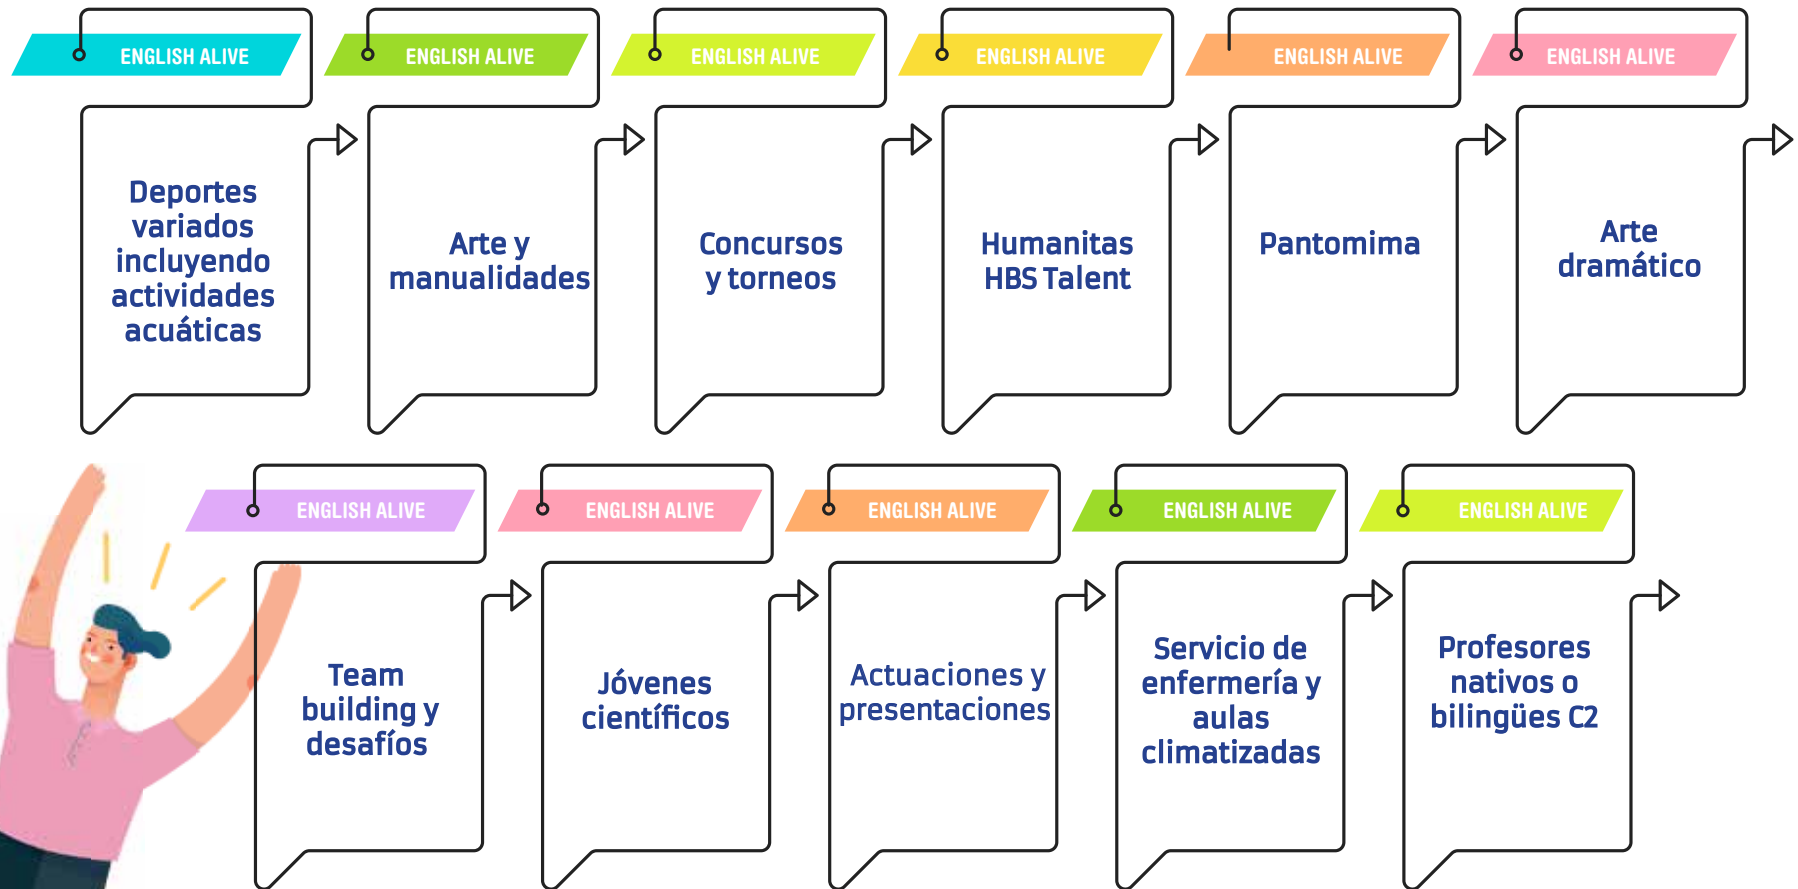 ENGLISH ALIVE
Deportes
variados
incluyendo
actividades
acuáticas
ENGLISH ALIVE
Arte y
manualidades
ENGLISH ALIVE
Concursos
y torneos
ENGLISH ALIVE
Humanitas
HBS Talent
ENGLISH ALIVE
Pantomima
ENGLISH ALIVE
Arte
dramático
ENGLISH ALIVE
Team
building y
desafíos
ENGLISH ALIVE
Jóvenes
científicos
ENGLISH ALIVE
Actuaciones y
presentaciones
ENGLISH ALIVE
Servicio de
enfermería y
aulas
climatizadas
ENGLISH ALIVE
Profesores
nativos o
bilingües C2